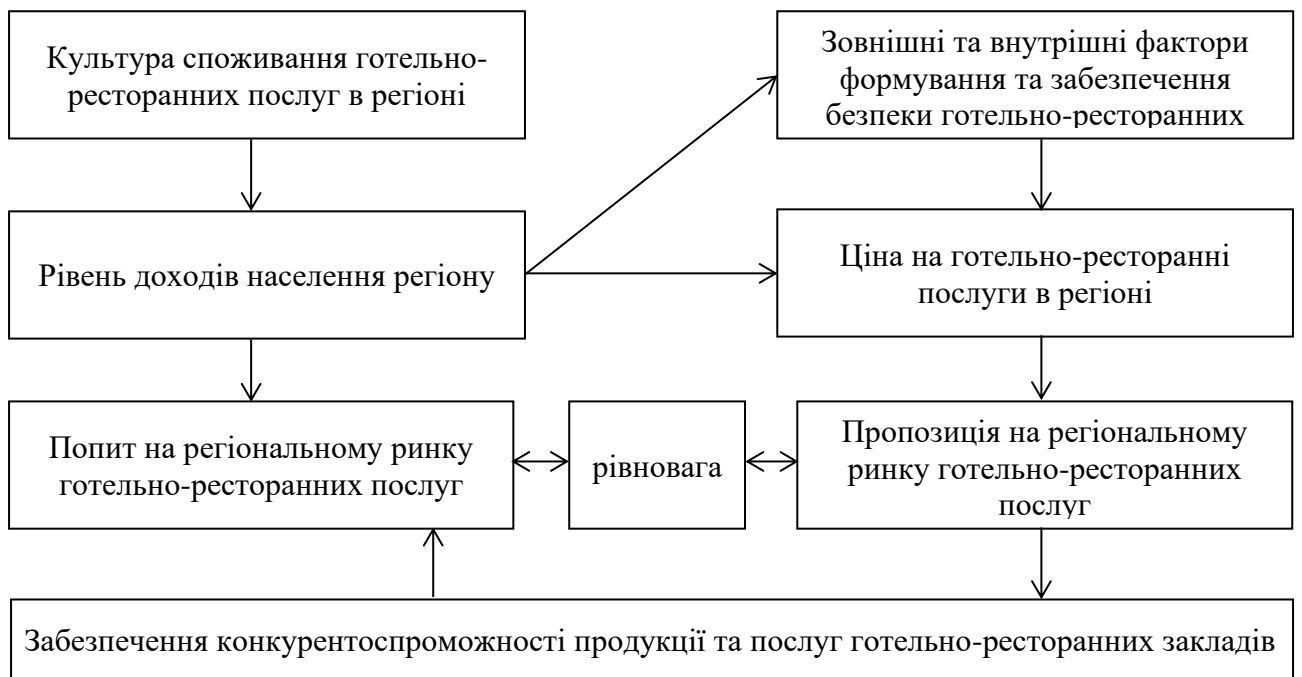 Культура споживання готельно-
ресторанних послуг в регіоні
Зовнішні та внутрішні фактори
формування та забезпечення
безпеки готельно-ресторанних
Рівень доходів населення регіону
Ціна на готельно-ресторанні
послуги в регіоні
Попит на регіональному ринку
готельно-ресторанних послуг
рівновага
Пропозиція на регіональному
ринку готельно-ресторанних
послуг
Забезпечення конкурентоспроможності продукції та послуг готельно-ресторанних закладів